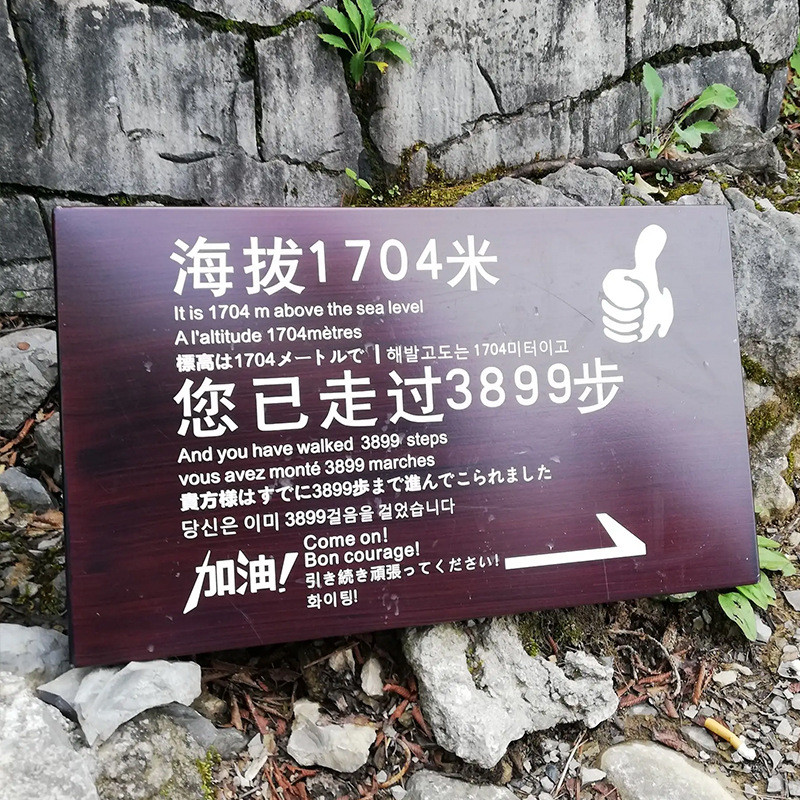 海拔1704米
It is 1704 m above the sea level
A l'altitude 1704mètres
標高は1704メートルで | 해발고도는 1704미터이고
您已走过3899步
And you have walked 3899 steps
vous avez monté 3899 marches
貴方様はすでに3899歩まで進んでこられました
당신은 이미 3899걸음을 걸었습니다
加油!
Come on!
Bon courage!
引き続き頑張ってください!
화이팅!